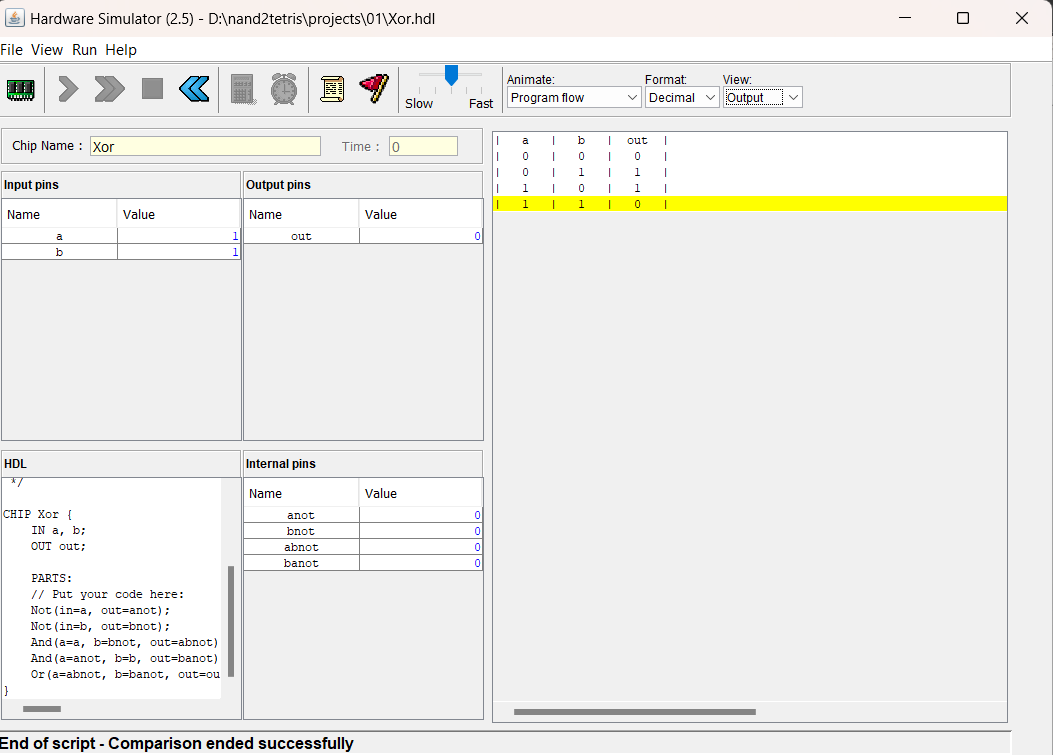 Hardware Simulator (2.5) - D:\nand2tetris\projects\01\Xor.hdl
File View Run Help
Slow Fast
Animate: Format: View:
Program flow Decimal Output
Chip Name : Xor Time : 0
Input pins
Name Value
a 1
b 1
Output pins
Name Value
out 0
HDL
*/
CHIP Xor {
IN a, b;
OUT out;
PARTS:
// Put your code here:
Not(in=a, out=anot);
Not(in=b, out=bnot);
And(a=a, b=bnot, out=abnot)
And(a=anot, b=b, out=banot)
Or(a=abnot, b=banot, out=ou
}
Internal pins
Name Value
anot 0
bnot 0
abnot 0
banot 0
| a | b | out |
| 0 | 0 | 0 |
| 0 | 1 | 1 |
| 1 | 0 | 1 |
| 1 | 1 | 0 |
End of script - Comparison ended successfully